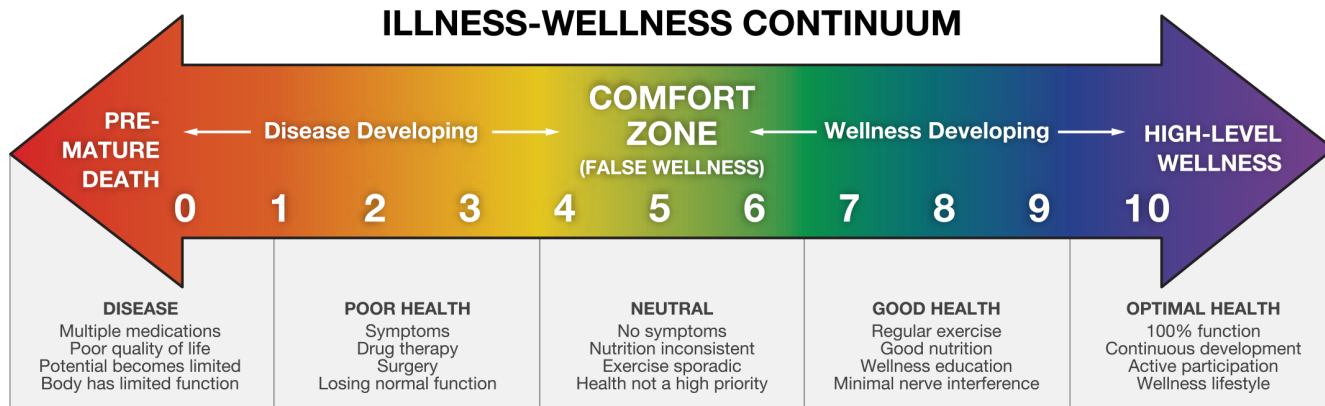 ILLNESS-WELLNESS CONTINUUM
PRE-
MATURE
DEATH
Disease Developing
COMFORT
ZONE
(FALSE WELLNESS)
Wellness Developing
HIGH-LEVEL
WELLNESS
0 1 2 3 4 5 6 7 8 9 10
DISEASE
Multiple medications
Poor quality of life
Potential becomes limited
Body has limited function
POOR HEALTH
Symptoms
Drug therapy
Surgery
Losing normal function
NEUTRAL
No symptoms
Nutrition inconsistent
Exercise sporadic
Health not a high priority
GOOD HEALTH
Regular exercise
Good nutrition
Wellness education
Minimal nerve interference
OPTIMAL HEALTH
100% function
Continuous development
Active participation
Wellness lifestyle